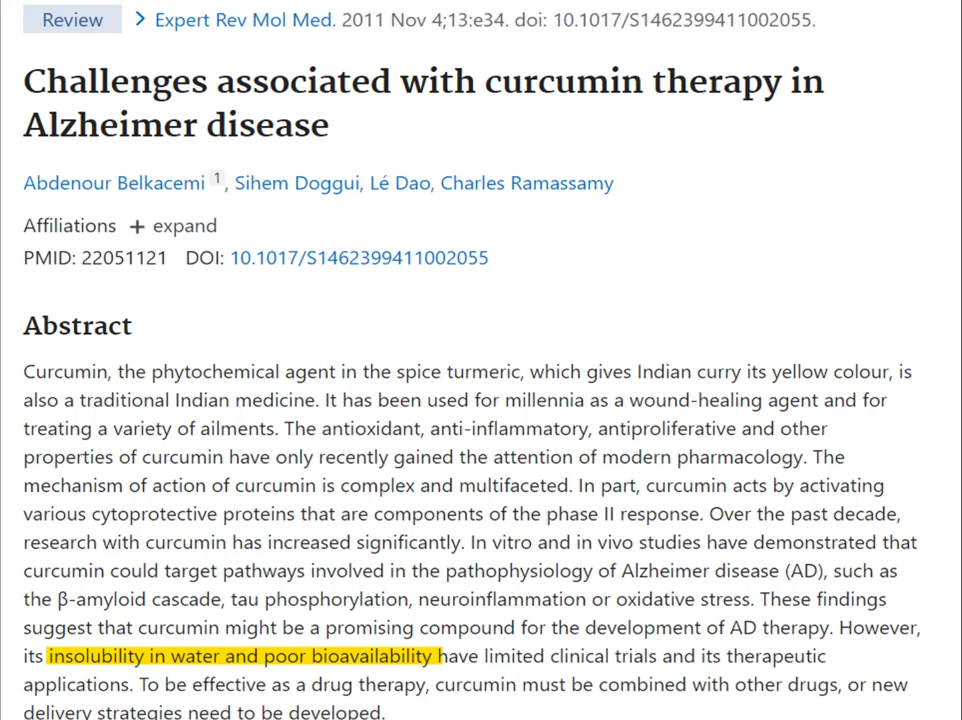 Review > Expert Rev Mol Med. 2011 Nov 4;13:e34. doi: 10.1017/S1462399411002055.
Challenges associated with curcumin therapy in
Alzheimer disease
Abdenour Belkacemi 1, Sihem Doggui, Lé Dao, Charles Ramassamy
Affiliations + expand
PMID: 22051121 DOI: 10.1017/S1462399411002055
Abstract
Curcumin, the phytochemical agent in the spice turmeric, which gives Indian curry its yellow colour, is
also a traditional Indian medicine. It has been used for millennia as a wound-healing agent and for
treating a variety of ailments. The antioxidant, anti-inflammatory, antiproliferative and other
properties of curcumin have only recently gained the attention of modern pharmacology. The
mechanism of action of curcumin is complex and multifaceted. In part, curcumin acts by activating
various cytoprotective proteins that are components of the phase II response. Over the past decade,
research with curcumin has increased significantly. In vitro and in vivo studies have demonstrated that
curcumin could target pathways involved in the pathophysiology of Alzheimer disease (AD), such as
the β-amyloid cascade, tau phosphorylation, neuroinflammation or oxidative stress. These findings
suggest that curcumin might be a promising compound for the development of AD therapy. However,
its insolubility in water and poor bioavailability have limited clinical trials and its therapeutic
applications. To be effective as a drug therapy, curcumin must be combined with other drugs, or new
delivery strategies need to be developed.